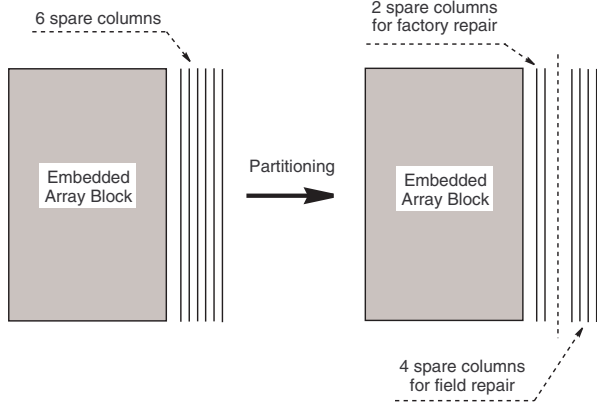 6 spare columns
Embedded
Array Block
Partitioning
2 spare columns
for factory repair
Embedded
Array Block
4 spare columns
for field repair